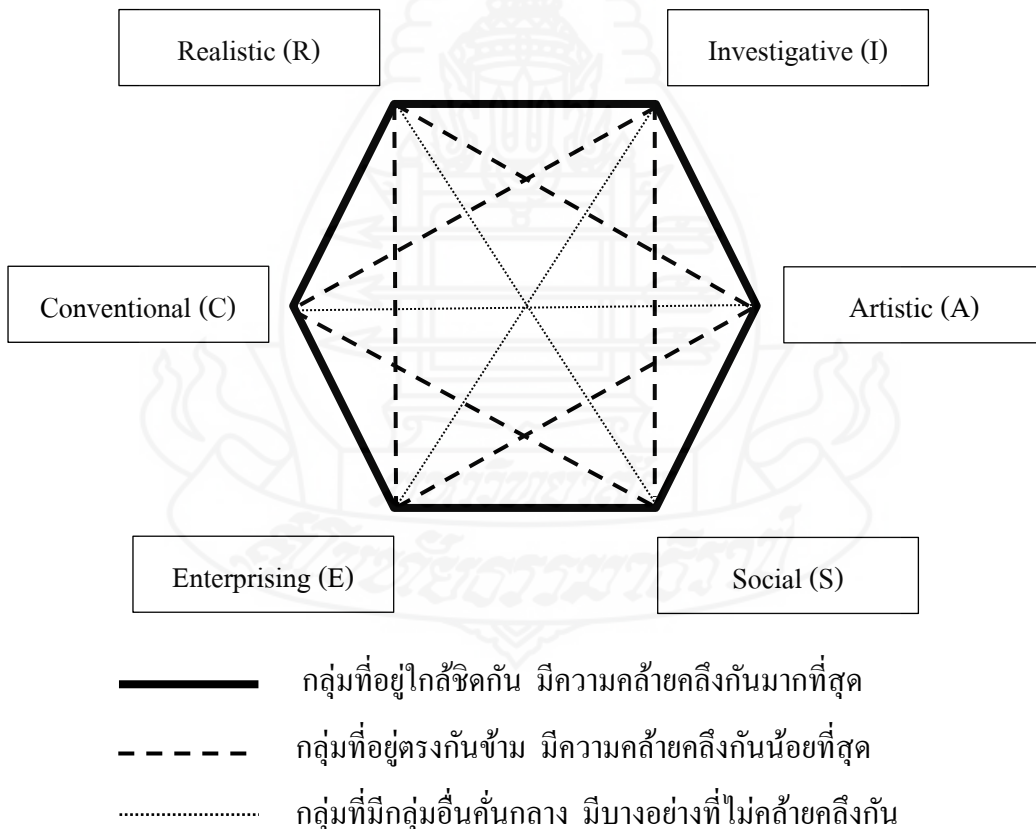 Realistic (R)
Investigative (I)
Conventional (C)
Artistic (A)
Enterprising (E)
Social (S)
กลุ่มที่อยู่ใกล้ชิดกัน มีความคล้ายคลึงกันมากที่สุด
กลุ่มที่อยู่ตรงกันข้าม มีความคล้ายคลึงกันน้อยที่สุด
กลุ่มที่มีกลุ่มอื่นคั่นกลาง มีบางอย่างที่ไม่คล้ายคลึงกัน